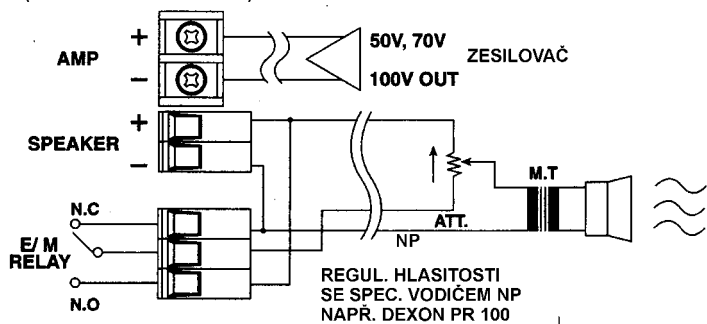 AMP
+
−
50V, 70V
100V OUT
ZESILOVAČ
SPEAKER
+
−
M.T
ATT.
NP
N.C
E/ M
RELAY
N.O
REGUL. HLASITOSTI
SE SPEC. VODIČEM NP
NAPŘ. DEXON PR 100